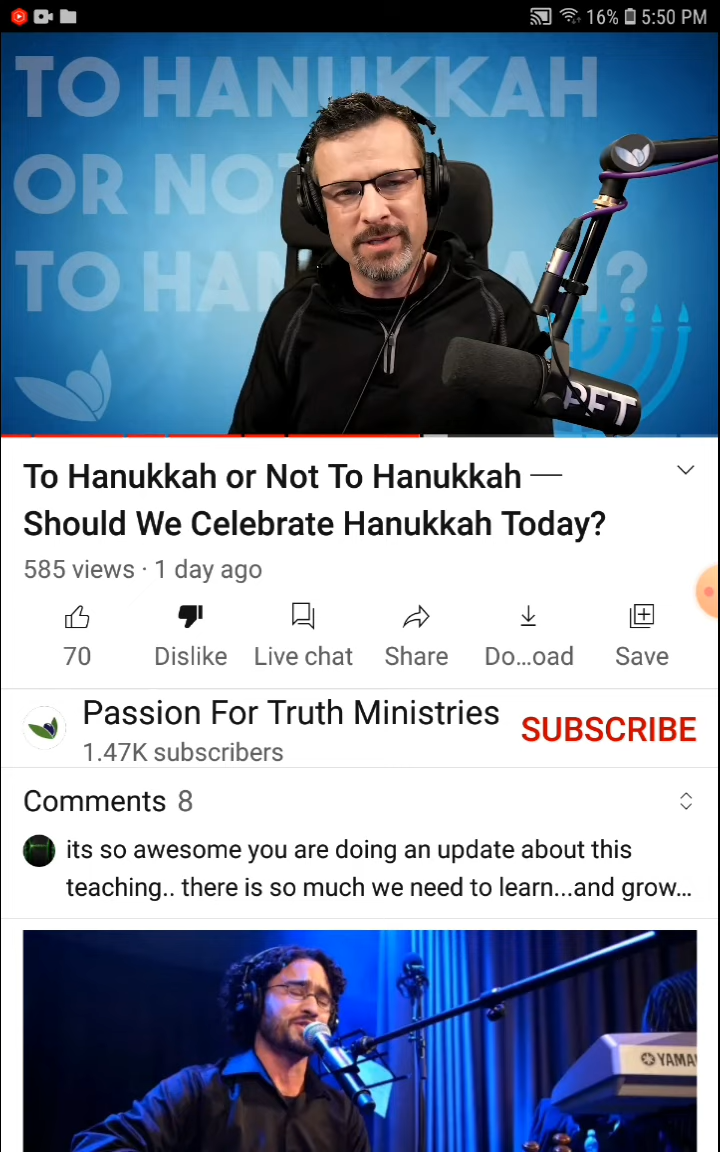 16% 5:50 PM
TO HANUKKAH
OR NOT
TO HAN H?
PFT
To Hanukkah or Not To Hanukkah —
Should We Celebrate Hanukkah Today?
585 views · 1 day ago
70 Dislike Live chat Share Do...oad Save
Passion For Truth Ministries
1.47K subscribers
SUBSCRIBE
Comments 8
its so awesome you are doing an update about this
teaching.. there is so much we need to learn...and grow...
YAMA